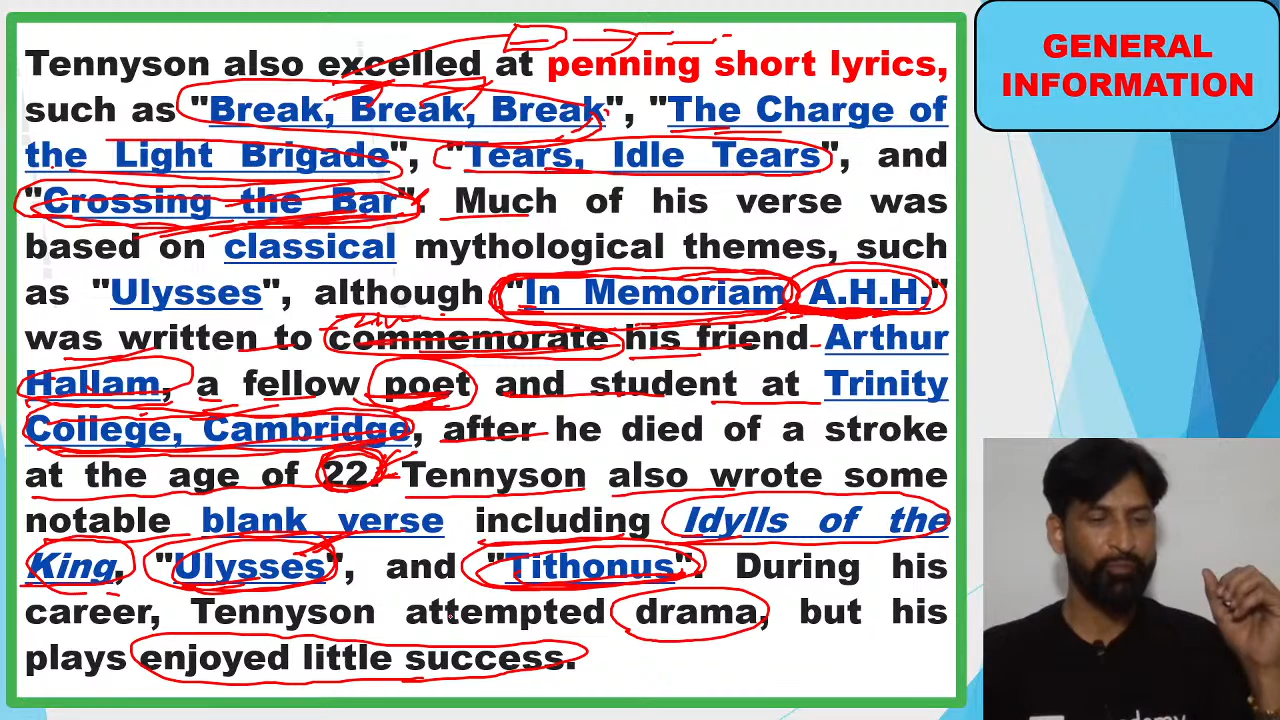 Tennyson also excelled at penning short lyrics,
such as "Break, Break, Break", "The Charge of
the Light Brigade", "Tears, Idle Tears", and
"Crossing the Bar". Much of his verse was
based on classical mythological themes, such
as "Ulysses", although "In Memoriam A.H.H."
was written to commemorate his friend Arthur
Hallam, a fellow poet and student at Trinity
College, Cambridge, after he died of a stroke
at the age of 22. Tennyson also wrote some
notable blank verse including Idylls of the
King, "Ulysses", and "Tithonus". During his
career, Tennyson attempted drama, but his
plays enjoyed little success.
GENERAL
INFORMATION